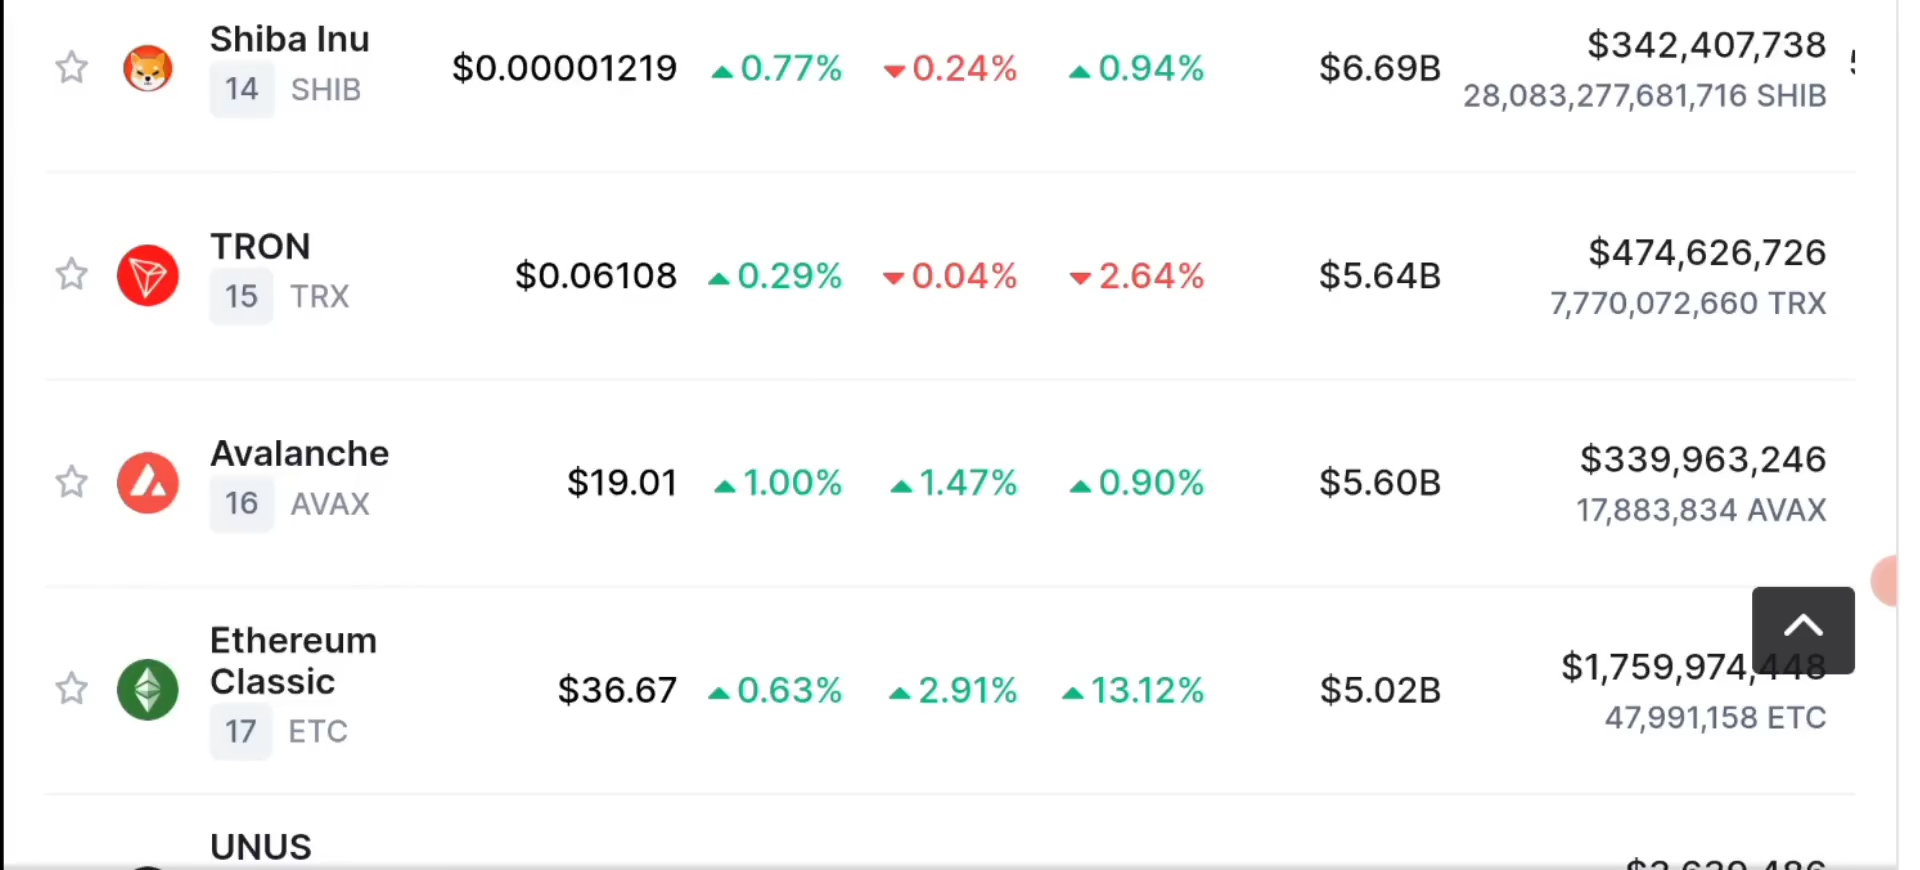 Shiba Inu
14 SHIB
$0.00001219 0.77% 0.24% 0.94% $6.69B $342,407,738
28,083,277,681,716 SHIB
TRON
15 TRX
$0.06108 0.29% 0.04% 2.64% $5.64B $474,626,726
7,770,072,660 TRX
Avalanche
16 AVAX
$19.01 1.00% 1.47% 0.90% $5.60B $339,963,246
17,883,834 AVAX
Ethereum
Classic
17 ETC
$36.67 0.63% 2.91% 13.12% $5.02B $1,759,974,448
47,991,158 ETC
UNUS